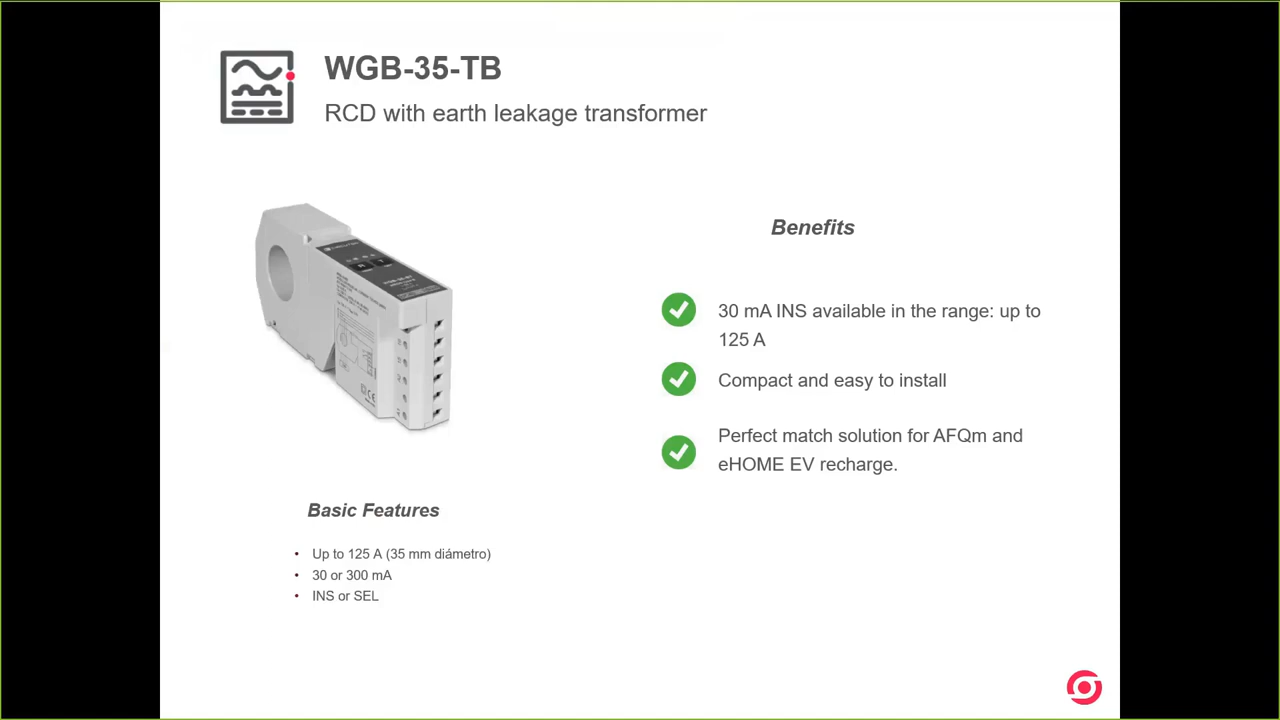 WGB-35-TB
RCD with earth leakage transformer
Benefits
30 mA INS available in the range: up to
125 A
Compact and easy to install
Perfect match solution for AFQm and
eHOME EV recharge.
Basic Features
• Up to 125 A (35 mm diámetro)
• 30 or 300 mA
• INS or SEL